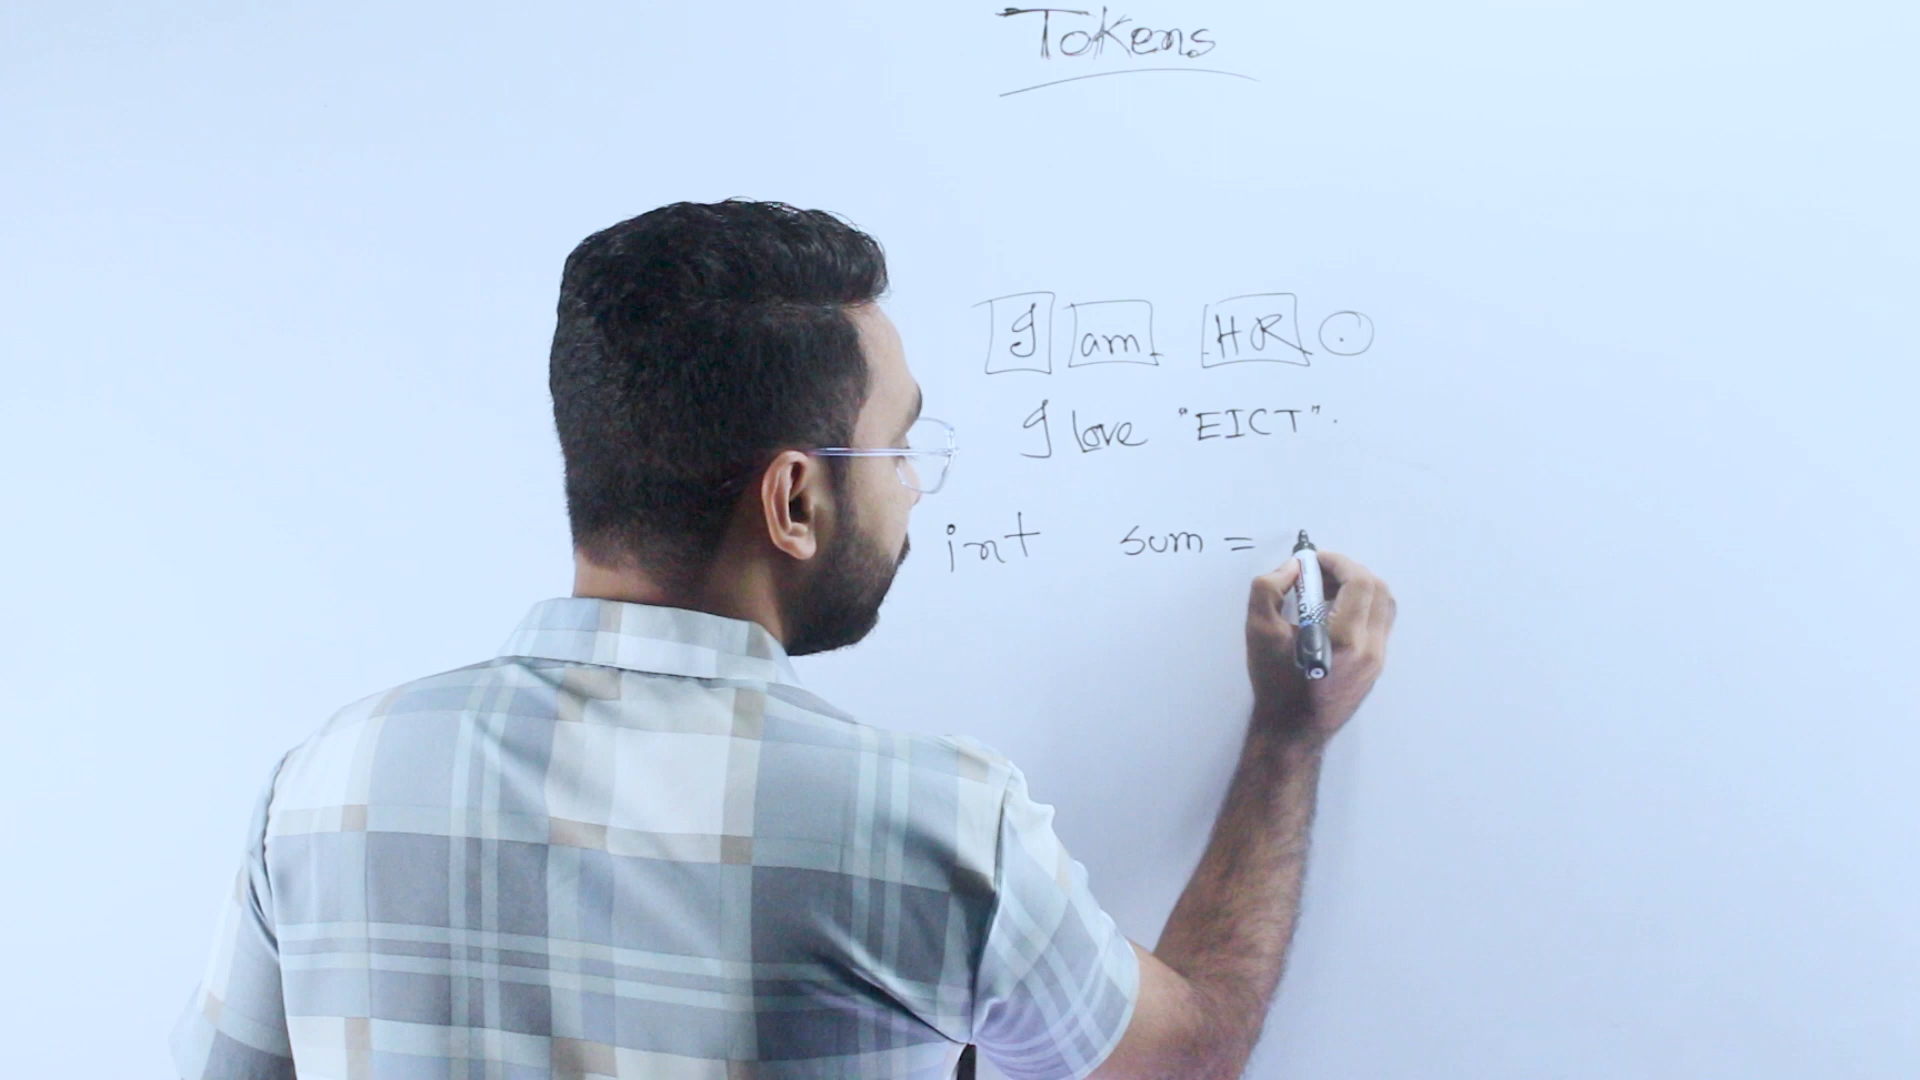 Tokens
I am HR .
I love "EICT".
int sum =